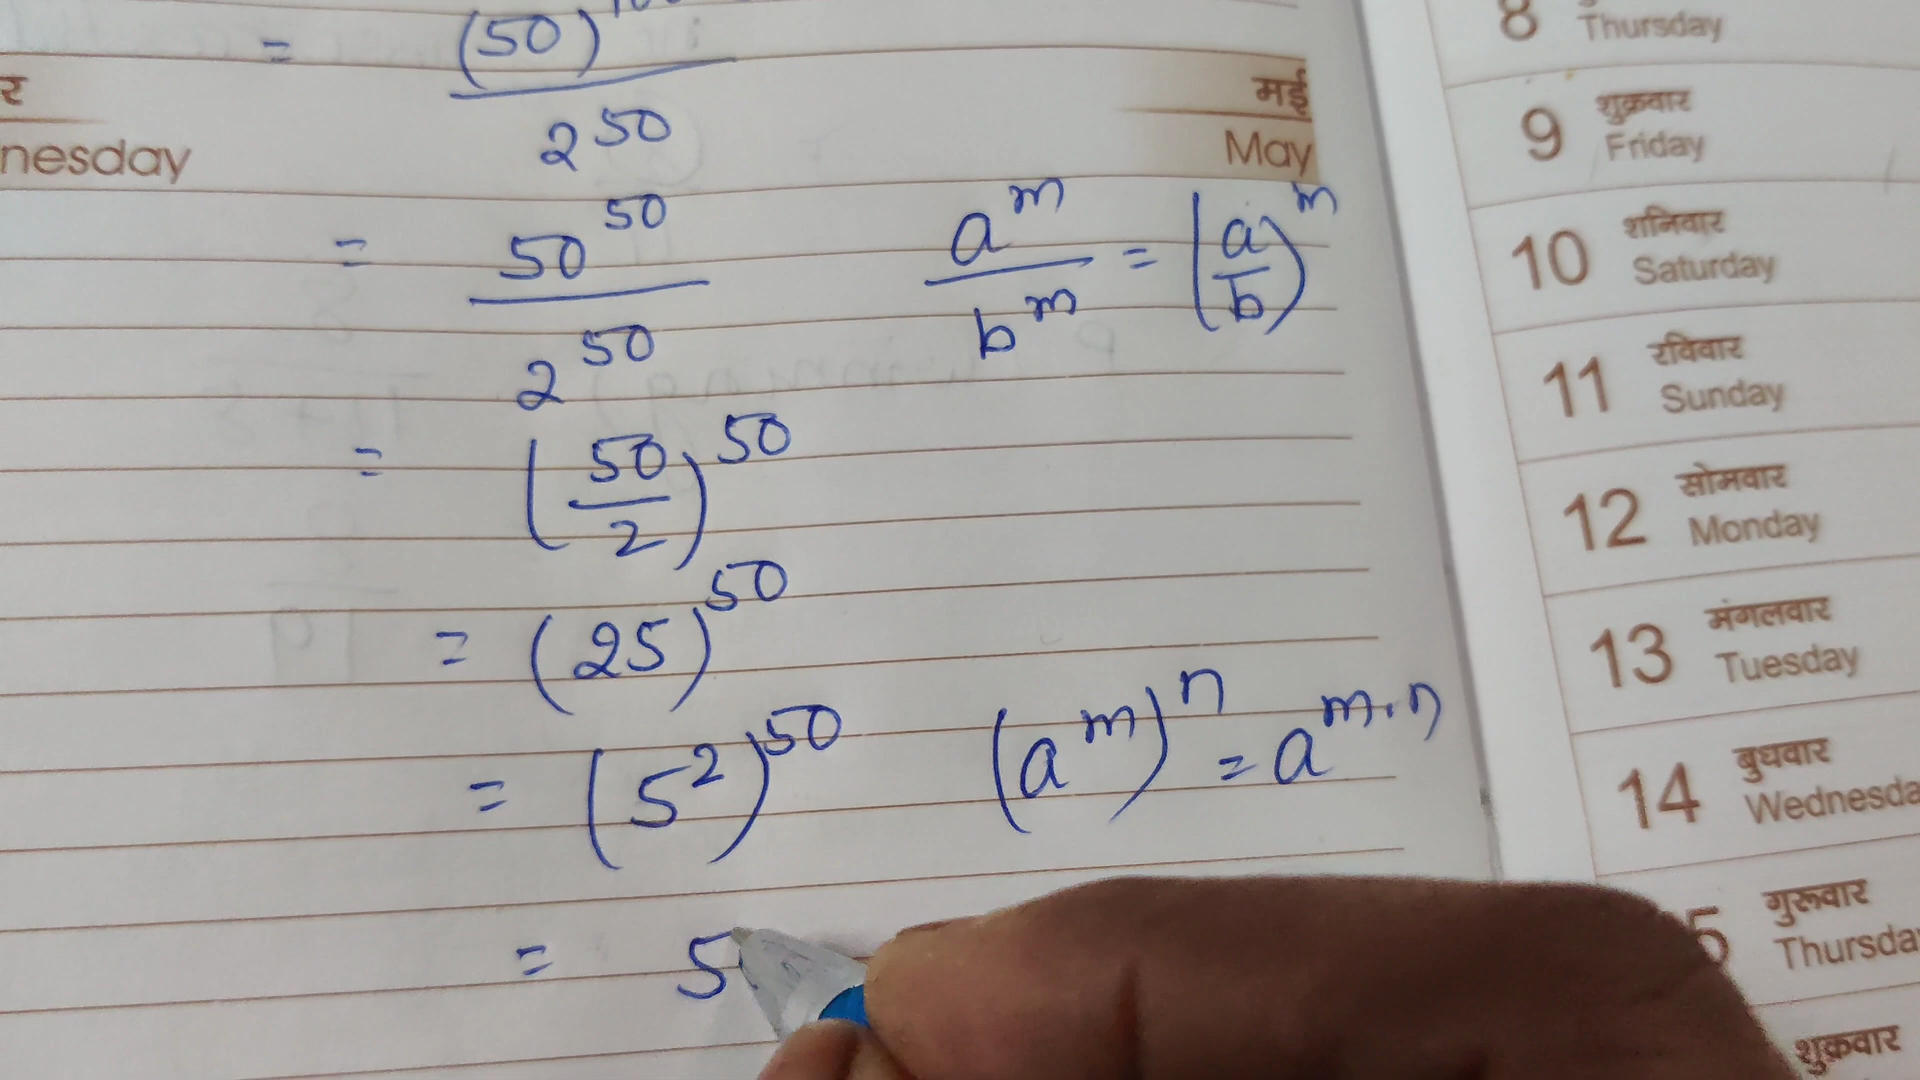 = (50)
2^50
= 50^50 / 2^50
a^m / b^m = (a/b)^m
= (50/2)^50
= (25)^50
= (5^2)^50
(a^m)^n = a^m.n
= 5
र
nesday
मई
May
8
Thursday
9 शुक्रवार
Friday
10 शनिवार
Saturday
11 रविवार
Sunday
12 सोमवार
Monday
13 मंगलवार
Tuesday
14 बुधवार
Wednesda
5 गुरूवार
Thursda
शुक्रवार